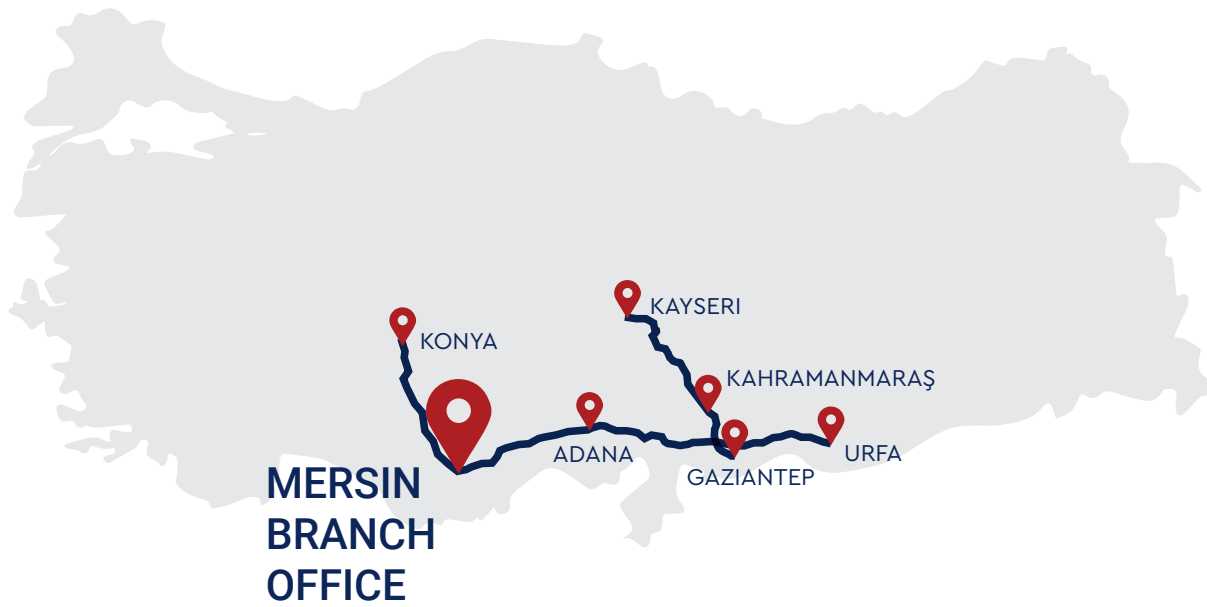 KAYSERI
KONYA
KAHRAMANMARAŞ
ADANA
URFA
GAZIANTEP
MERSIN
BRANCH
OFFICE